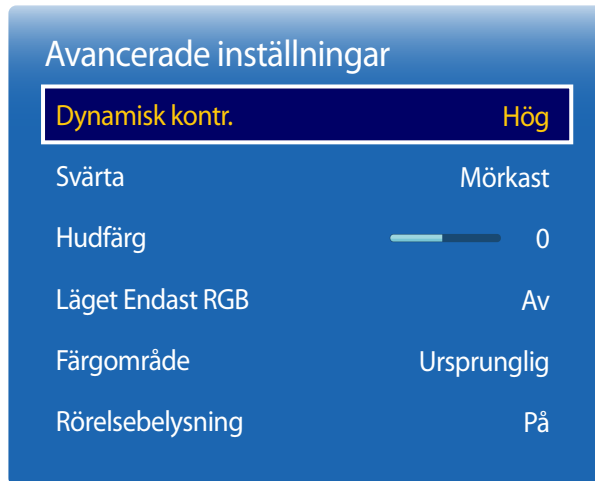 Avancerade inställningar
Dynamisk kontr. Hög
Svärta Mörkast
Hudfärg 0
Läget Endast RGB Av
Färgområde Ursprunglig
Rörelsebelysning På